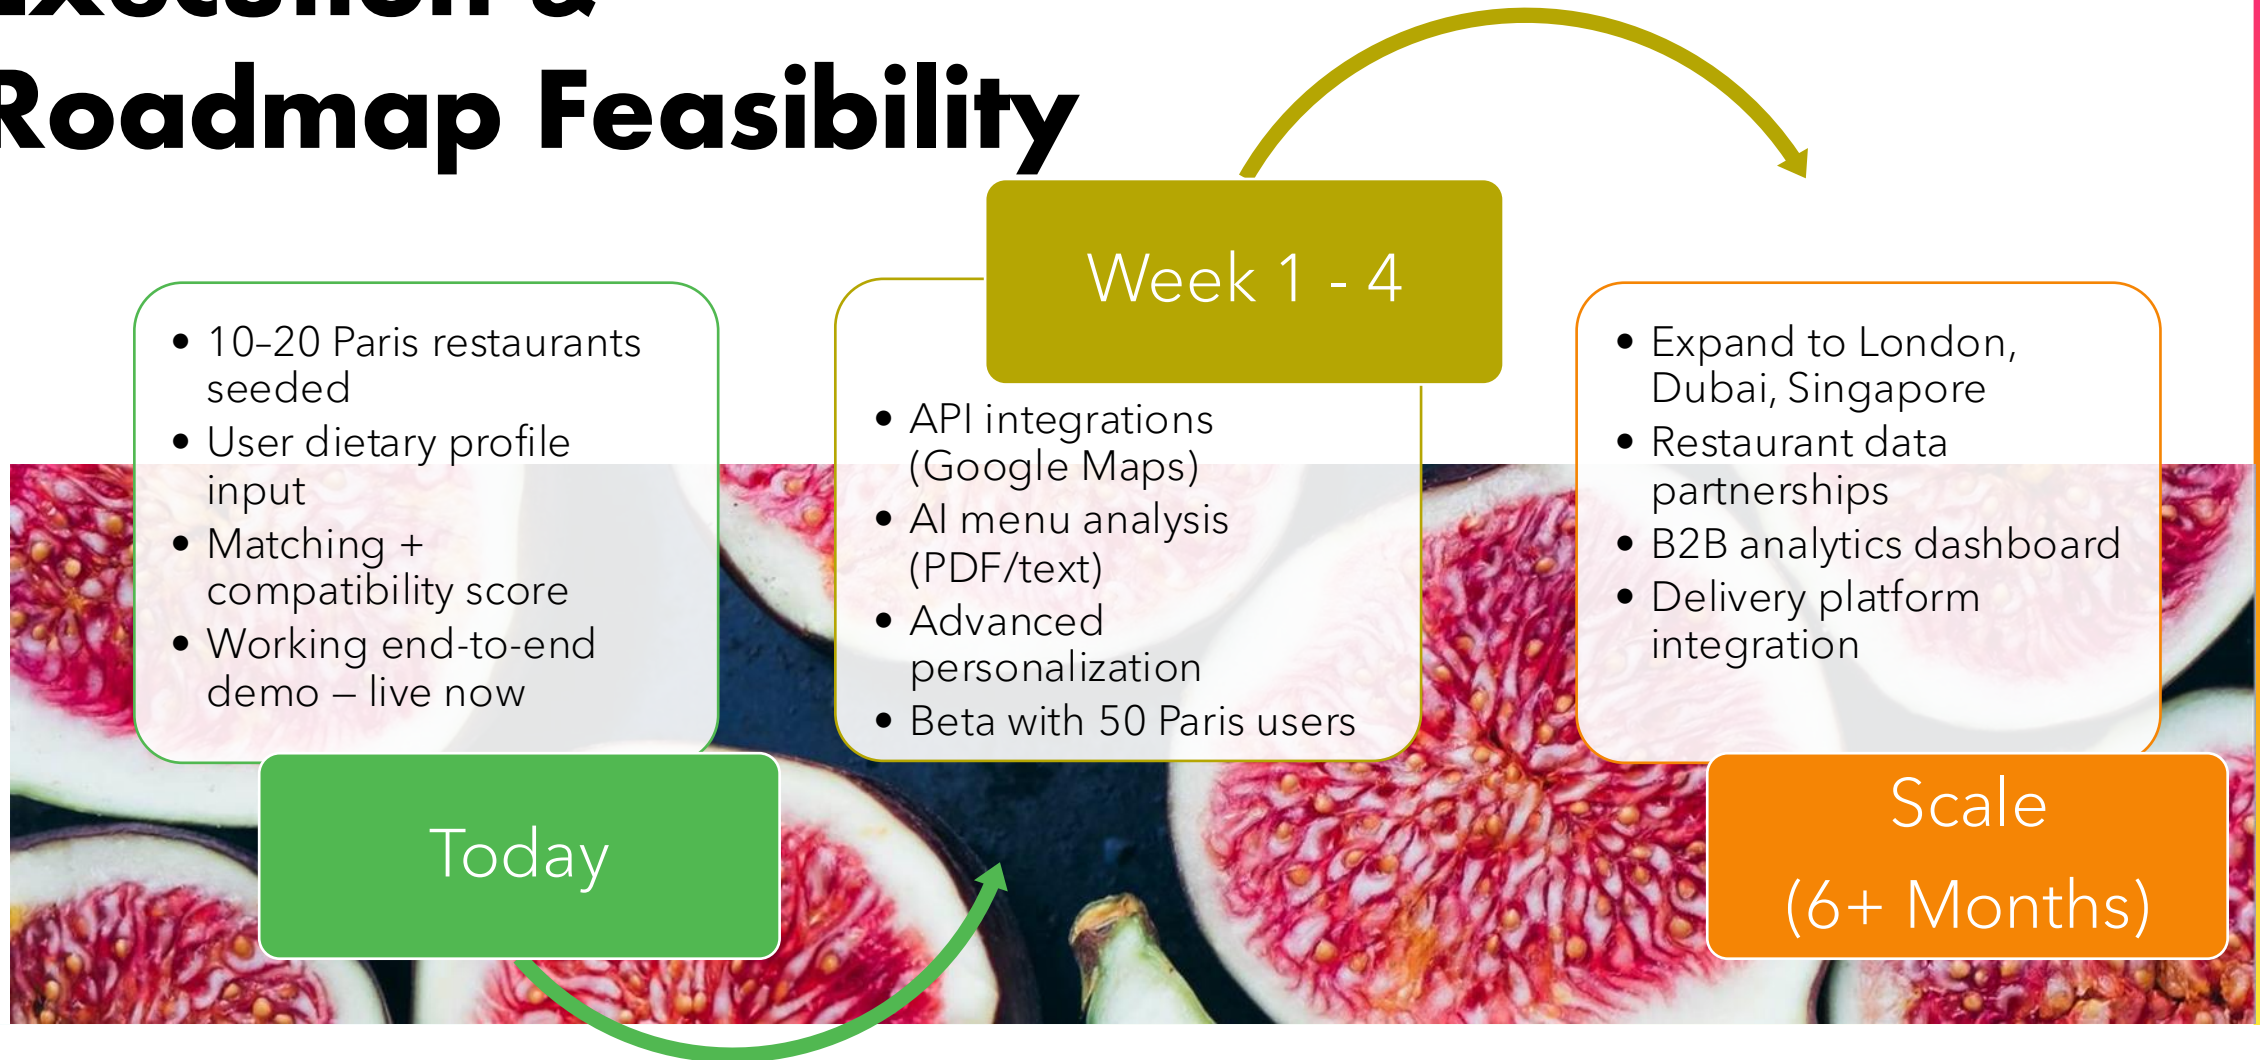 Execution &
Roadmap Feasibility
• 10–20 Paris restaurants
seeded
• User dietary profile
input
• Matching +
compatibility score
• Working end-to-end
demo – live now
Today
Week 1 - 4
• API integrations
(Google Maps)
• AI menu analysis
(PDF/text)
• Advanced
personalization
• Beta with 50 Paris users
• Expand to London,
Dubai, Singapore
• Restaurant data
partnerships
• B2B analytics dashboard
• Delivery platform
integration
Scale
(6+ Months)